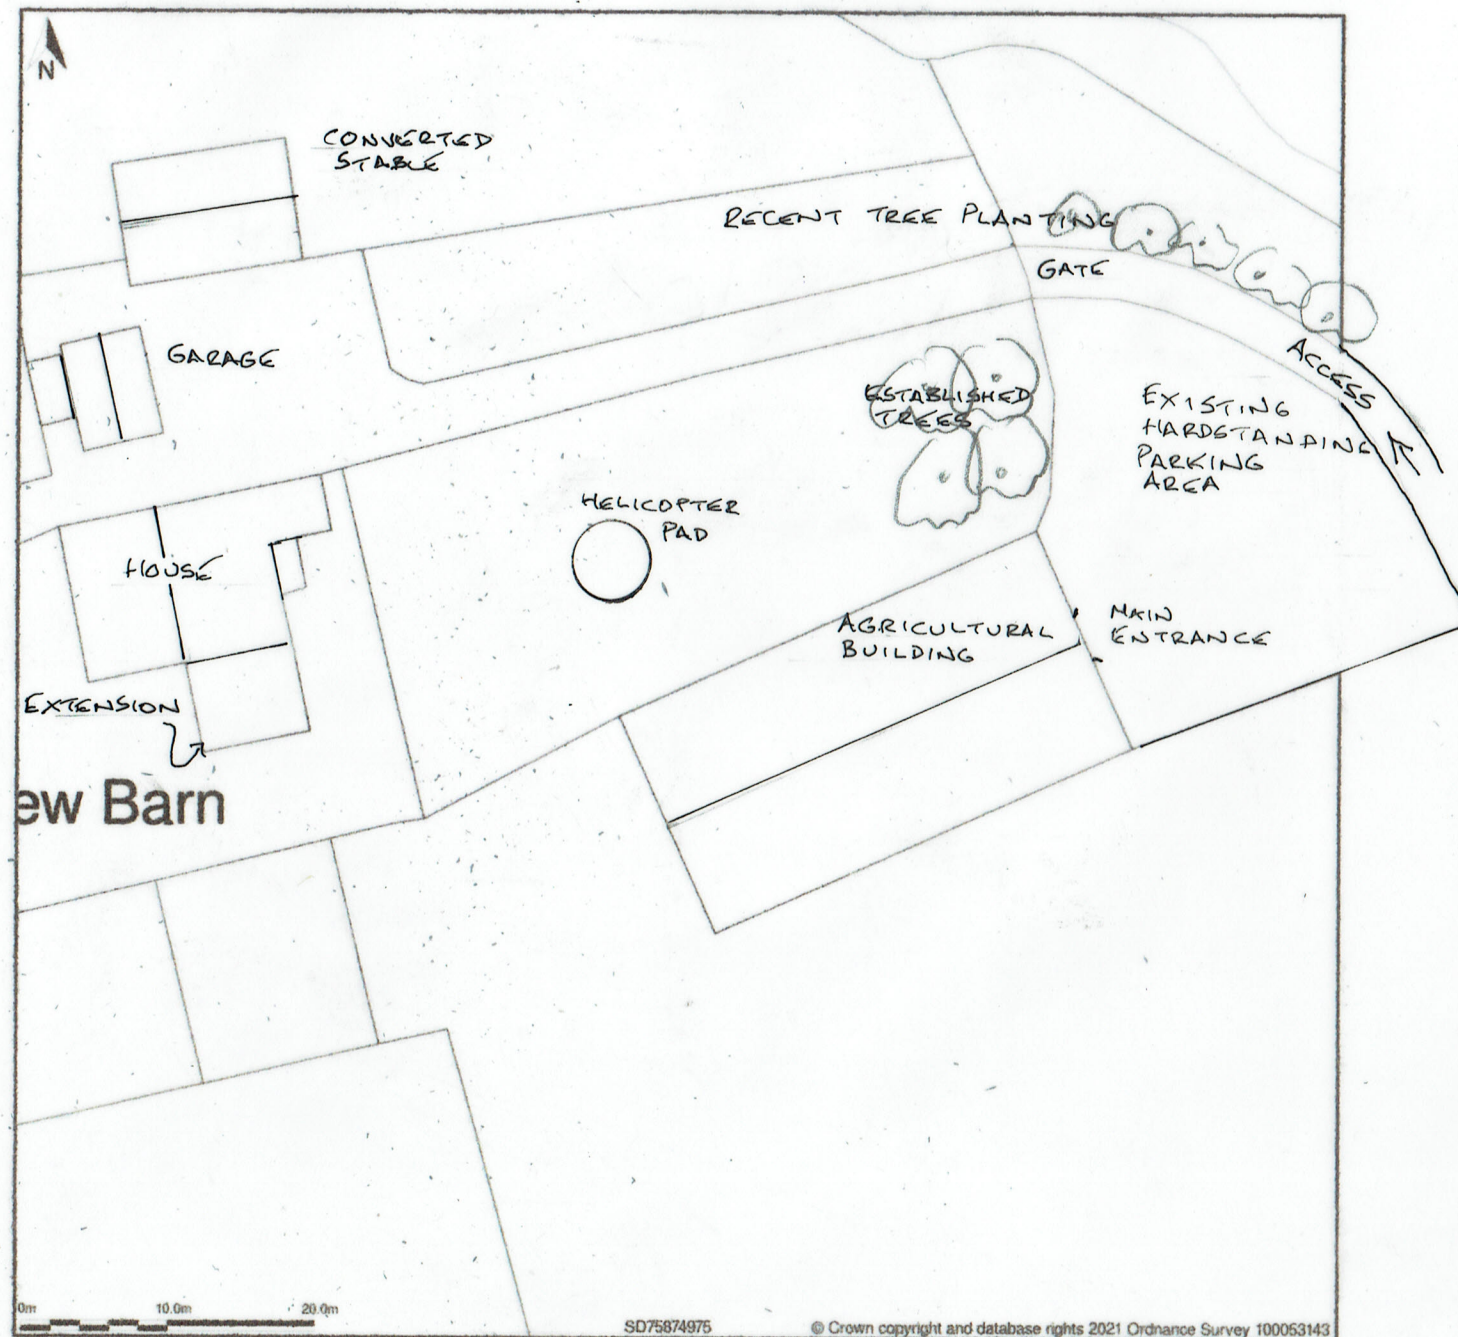 N
CONVERTED
STABLE
RECENT TREE PLANTING
GATE
GARAGE
ACCESS
ESTABLISHED
TREES
EXISTING
HARDSTANDING
PARKING
AREA
HELICOPTER
PAD
HOUSE
AGRICULTURAL
BUILDING
MAIN
ENTRANCE
EXTENSION
ew Barn
0m 10.0m 20.0m
SD75874975
© Crown copyright and database rights 2021 Ordnance Survey 100053143